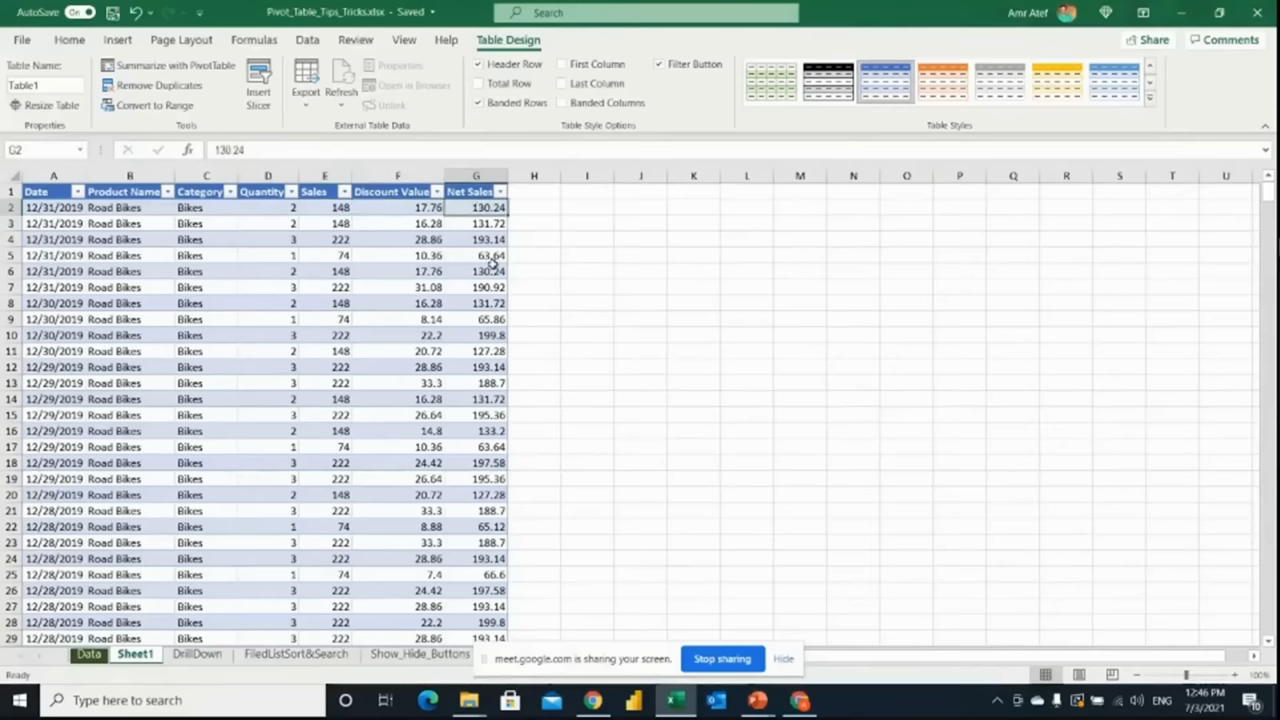 AutoSave On Pivot_Table_Tips_Tricks.xlsx - Saved Search Amr Atef
File Home Insert Page Layout Formulas Data Review View Help Table Design Share Comments
Table Name:
Table1
Resize Table
Properties
Summarize with PivotTable
Remove Duplicates
Convert to Range
Insert Slicer
Tools
Export Refresh
Properties
Open in Browser
External Table Data
Header Row First Column Filter Button
Total Row Last Column
Banded Rows Banded Columns
Table Style Options
Table Styles
G2 fx 130.24
A B C D E F G H I J K L M N O P Q R S T U
1 Date Product Name Category Quantity Sales Discount Value Net Sales
2 12/31/2019 Road Bikes Bikes 2 148 17.76 130.24
3 12/31/2019 Road Bikes Bikes 2 148 16.28 131.72
4 12/31/2019 Road Bikes Bikes 3 222 28.86 193.14
5 12/31/2019 Road Bikes Bikes 1 74 10.36 63.64
6 12/31/2019 Road Bikes Bikes 2 148 17.76 130.24
7 12/31/2019 Road Bikes Bikes 3 222 31.08 190.92
8 12/30/2019 Road Bikes Bikes 2 148 16.28 131.72
9 12/30/2019 Road Bikes Bikes 1 74 8.14 65.86
10 12/30/2019 Road Bikes Bikes 3 222 22.2 199.8
11 12/30/2019 Road Bikes Bikes 2 148 20.72 127.28
12 12/29/2019 Road Bikes Bikes 3 222 28.86 193.14
13 12/29/2019 Road Bikes Bikes 3 222 33.3 188.7
14 12/29/2019 Road Bikes Bikes 2 148 16.28 131.72
15 12/29/2019 Road Bikes Bikes 3 222 26.64 195.36
16 12/29/2019 Road Bikes Bikes 2 148 14.8 133.2
17 12/29/2019 Road Bikes Bikes 1 74 10.36 63.64
18 12/29/2019 Road Bikes Bikes 3 222 24.42 197.58
19 12/29/2019 Road Bikes Bikes 3 222 26.64 195.36
20 12/29/2019 Road Bikes Bikes 2 148 20.72 127.28
21 12/28/2019 Road Bikes Bikes 3 222 33.3 188.7
22 12/28/2019 Road Bikes Bikes 1 74 8.88 65.12
23 12/28/2019 Road Bikes Bikes 3 222 33.3 188.7
24 12/28/2019 Road Bikes Bikes 3 222 28.86 193.14
25 12/28/2019 Road Bikes Bikes 1 74 7.4 66.6
26 12/28/2019 Road Bikes Bikes 3 222 24.42 197.58
27 12/28/2019 Road Bikes Bikes 3 222 28.86 193.14
28 12/28/2019 Road Bikes Bikes 3 222 22.2 199.8
29 12/28/2019 Road Bikes Bikes 3 222 28.86 193.14
Data Sheet1 DrillDown FiledListSort&Search Show_Hide_Buttons
meet.google.com is sharing your screen. Stop sharing Hide
Ready 100%
Type here to search ENG 12:46 PM
7/3/2021